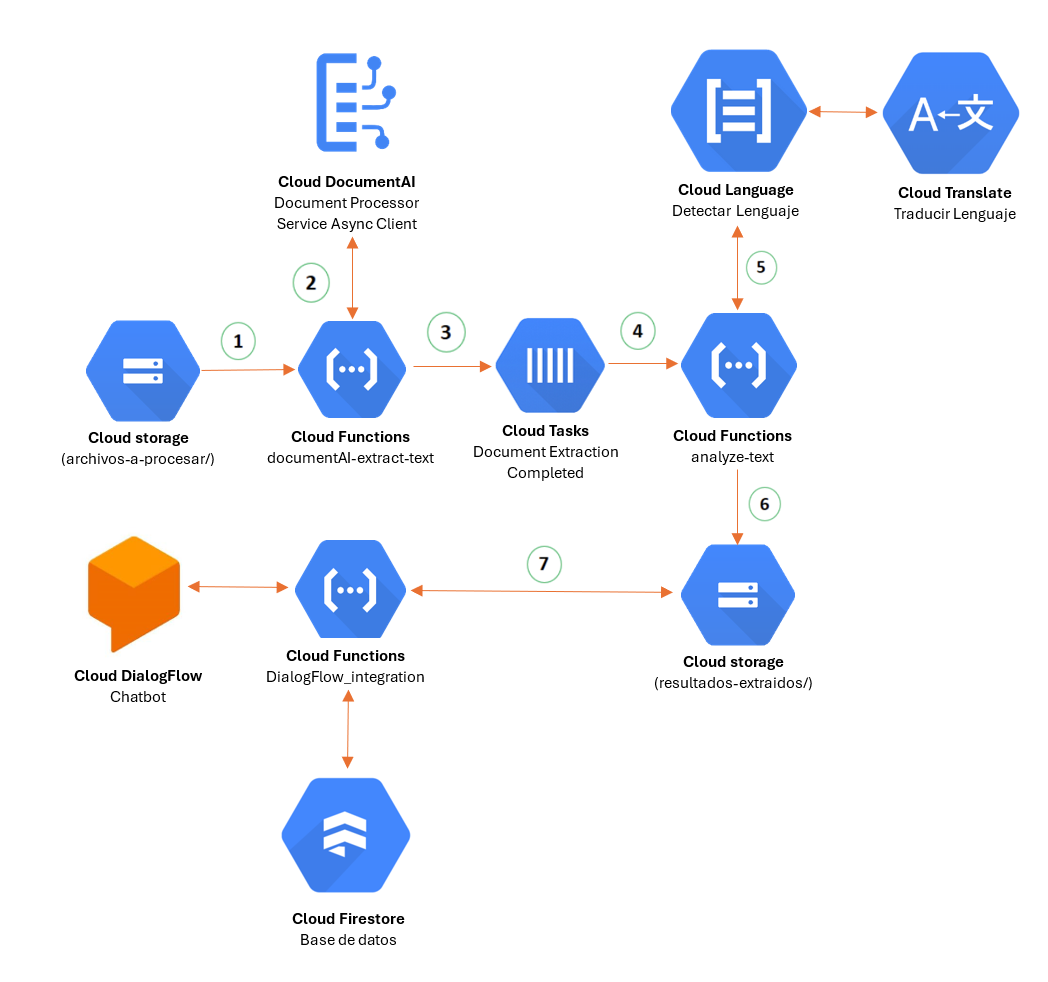 A←文
Cloud DocumentAI
Document Processor
Service Async Client
Cloud Language
Detectar Lenguaje
Cloud Translate
Traducir Lenguaje
2
5
1
3
4
Cloud storage
(archivos-a-procesar/)
Cloud Functions
documentAI-extract-text
Cloud Tasks
Document Extraction
Completed
Cloud Functions
analyze-text
6
7
Cloud DialogFlow
Chatbot
Cloud Functions
DialogFlow_integration
Cloud storage
(resultados-extraidos/)
Cloud Firestore
Base de datos